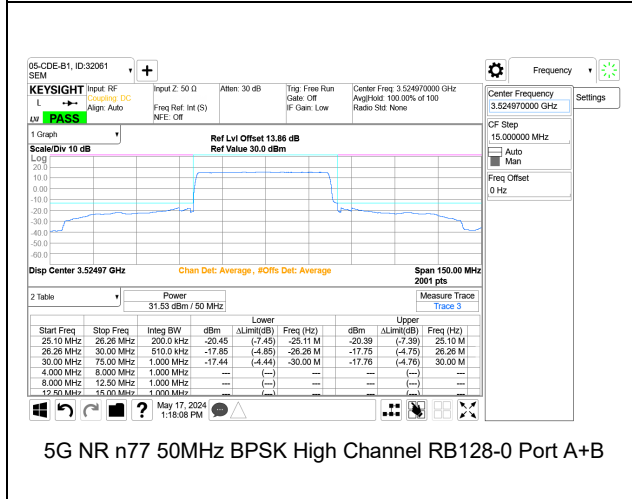 05-CDE-B1, ID:32061
SEM
Frequency
KEYSIGHT
L
LXI
PASS
Input: RF
Coupling: DC
Align: Auto
Input Z: 50 Ω
Freq Ref: Int (S)
NFE: Off
Atten: 30 dB
Trig: Free Run
Gate: Off
IF Gain: Low
Center Freq: 3.524970000 GHz
Avg|Hold: 100.00% of 100
Radio Std: None
Center Frequency
3.524970000 GHz
Settings
CF Step
15.000000 MHz
Auto
Man
Freq Offset
0 Hz
1 Graph
Scale/Div 10 dB
Ref Lvl Offset 13.86 dB
Ref Value 30.0 dBm
Log
20.0
10.0
0.00
-10.0
-20.0
-30.0
-40.0
-50.0
-60.0
Disp Center 3.52497 GHz
Chan Det: Average, #Offs Det: Average
Span 150.00 MHz
2001 pts
2 Table
Power
31.53 dBm / 50 MHz
Measure Trace
Trace 3
Lower Upper
Start Freq Stop Freq Integ BW dBm ΔLimit(dB) Freq (Hz) dBm ΔLimit(dB) Freq (Hz)
25.10 MHz 26.26 MHz 200.0 kHz -20.45 (-7.45) -25.11 M -20.39 (-7.39) 25.10 M
26.26 MHz 30.00 MHz 510.0 kHz -17.85 (-4.85) -26.26 M -17.75 (-4.75) 26.26 M
30.00 MHz 75.00 MHz 1.000 MHz -17.44 (-4.44) -30.00 M -17.76 (-4.76) 30.00 M
4.000 MHz 8.000 MHz 1.000 MHz --- (---) --- (---)
8.000 MHz 12.50 MHz 1.000 MHz --- (---) --- (---)
12.50 MHz 15.00 MHz 1.000 MHz --- (---) --- (---)
?
May 17, 2024
1:18:08 PM
5G NR n77 50MHz BPSK High Channel RB128-0 Port A+B